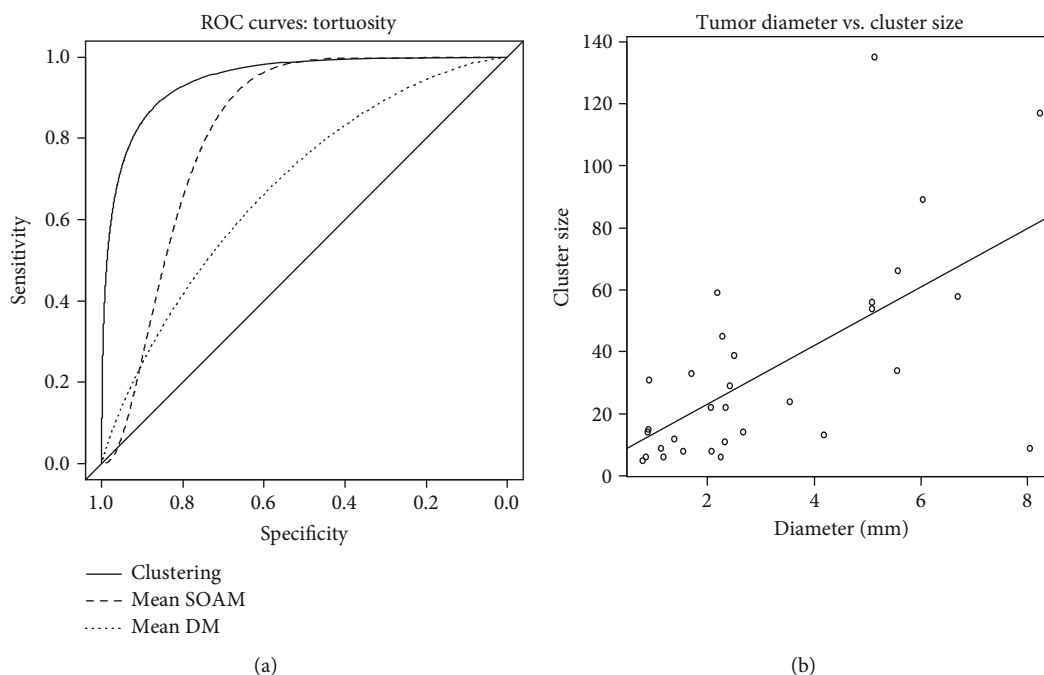 ROC curves: tortuosity
1.0
0.8
0.6
0.4
0.2
0.0
Sensitivity
1.0 0.8 0.6 0.4 0.2 0.0
Specificity
Clustering
Mean SOAM
Mean DM
(a)
Tumor diameter vs. cluster size
140
120
100
80
60
40
20
0
Cluster size
2 4 6 8
Diameter (mm)
(b)